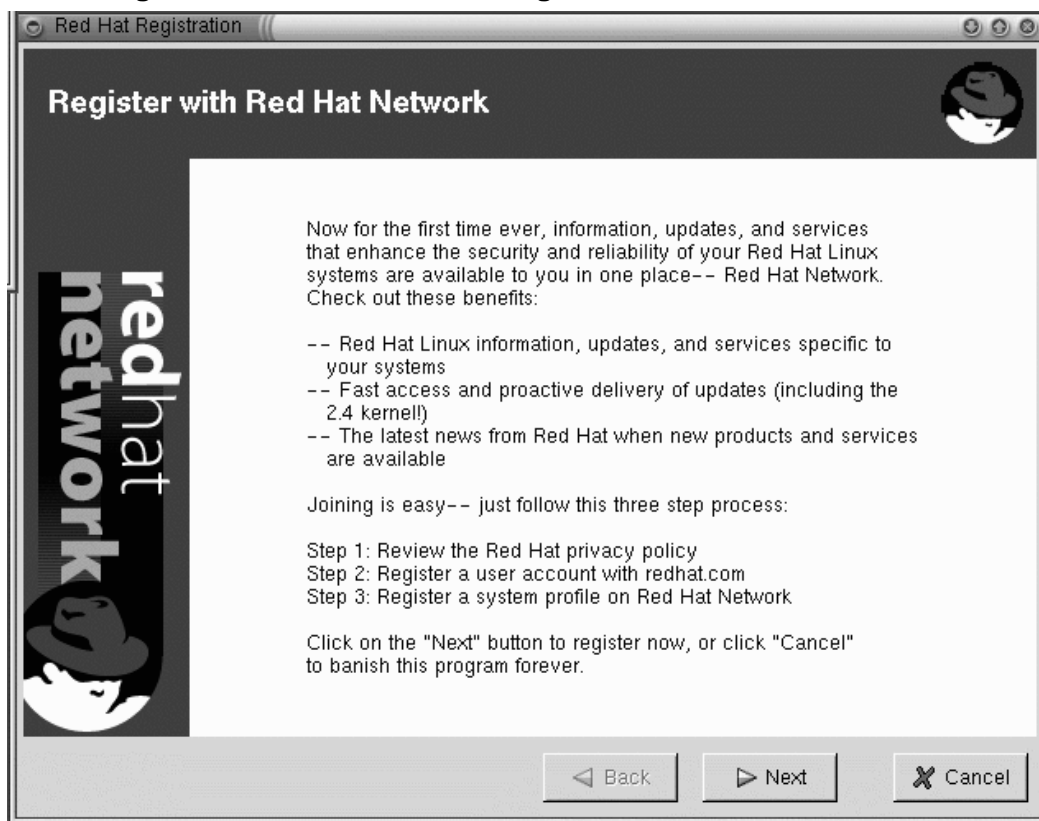 Red Hat Registration
Register with Red Hat Network
redhat
network
Now for the first time ever, information, updates, and services
that enhance the security and reliability of your Red Hat Linux
systems are available to you in one place-- Red Hat Network.
Check out these benefits:
-- Red Hat Linux information, updates, and services specific to
your systems
-- Fast access and proactive delivery of updates (including the
2.4 kernel!)
-- The latest news from Red Hat when new products and services
are available
Joining is easy-- just follow this three step process:
Step 1: Review the Red Hat privacy policy
Step 2: Register a user account with redhat.com
Step 3: Register a system profile on Red Hat Network
Click on the "Next" button to register now, or click "Cancel"
to banish this program forever.
Back
Next
Cancel